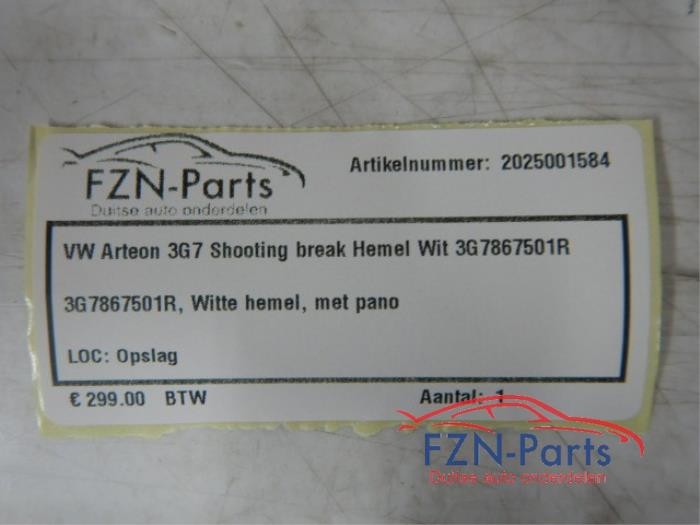 FZN-Parts
Duitse auto onderdelen
Artikelnummer: 2025001584
VW Arteon 3G7 Shooting break Hemel Wit 3G7867501R
3G7867501R, Witte hemel, met pano
LOC: Opslag
€ 299.00 BTW
Aantal: 1
FZN-Parts
Duitse auto onderdelen